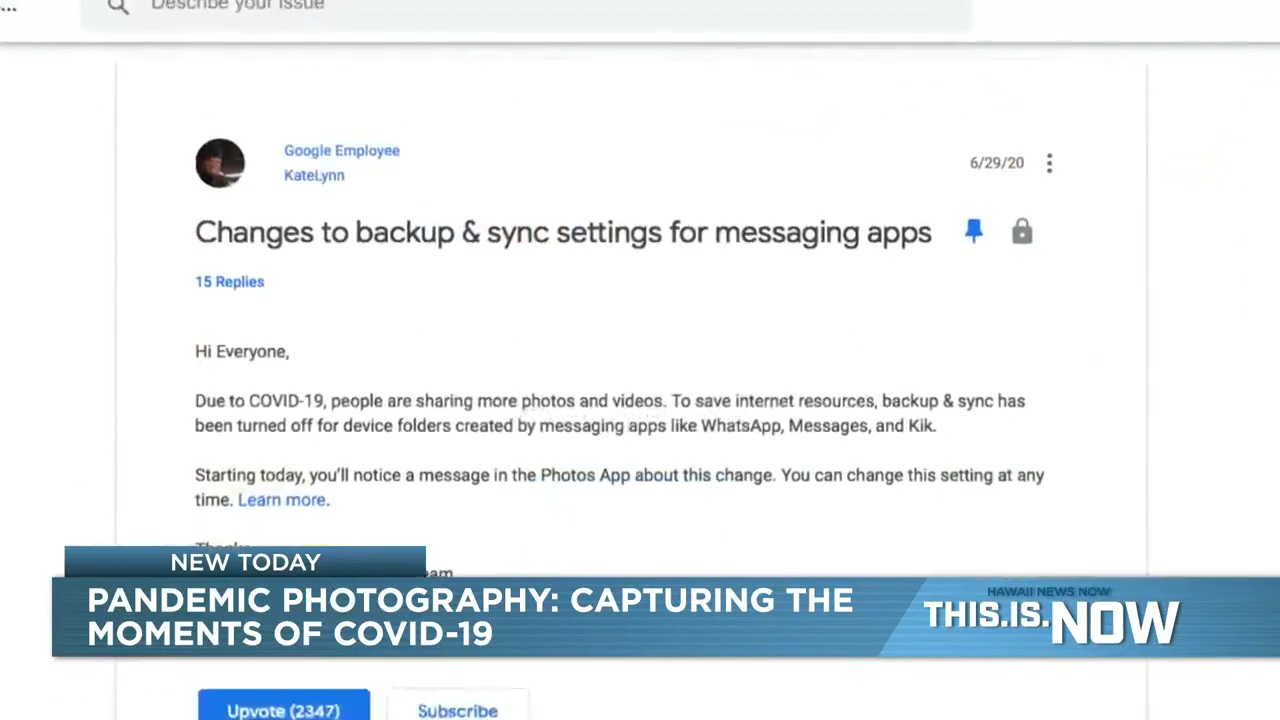 ...
Describe your issue
Google Employee
KateLynn
6/29/20
Changes to backup & sync settings for messaging apps
15 Replies
Hi Everyone,
Due to COVID-19, people are sharing more photos and videos. To save internet resources, backup & sync has
been turned off for device folders created by messaging apps like WhatsApp, Messages, and Kik.
Starting today, you'll notice a message in the Photos App about this change. You can change this setting at any
time. Learn more.
NEW TODAY
PANDEMIC PHOTOGRAPHY: CAPTURING THE
MOMENTS OF COVID-19
HAWAII NEWS NOW
THIS.IS.NOW
Upvote (2347)
Subscribe